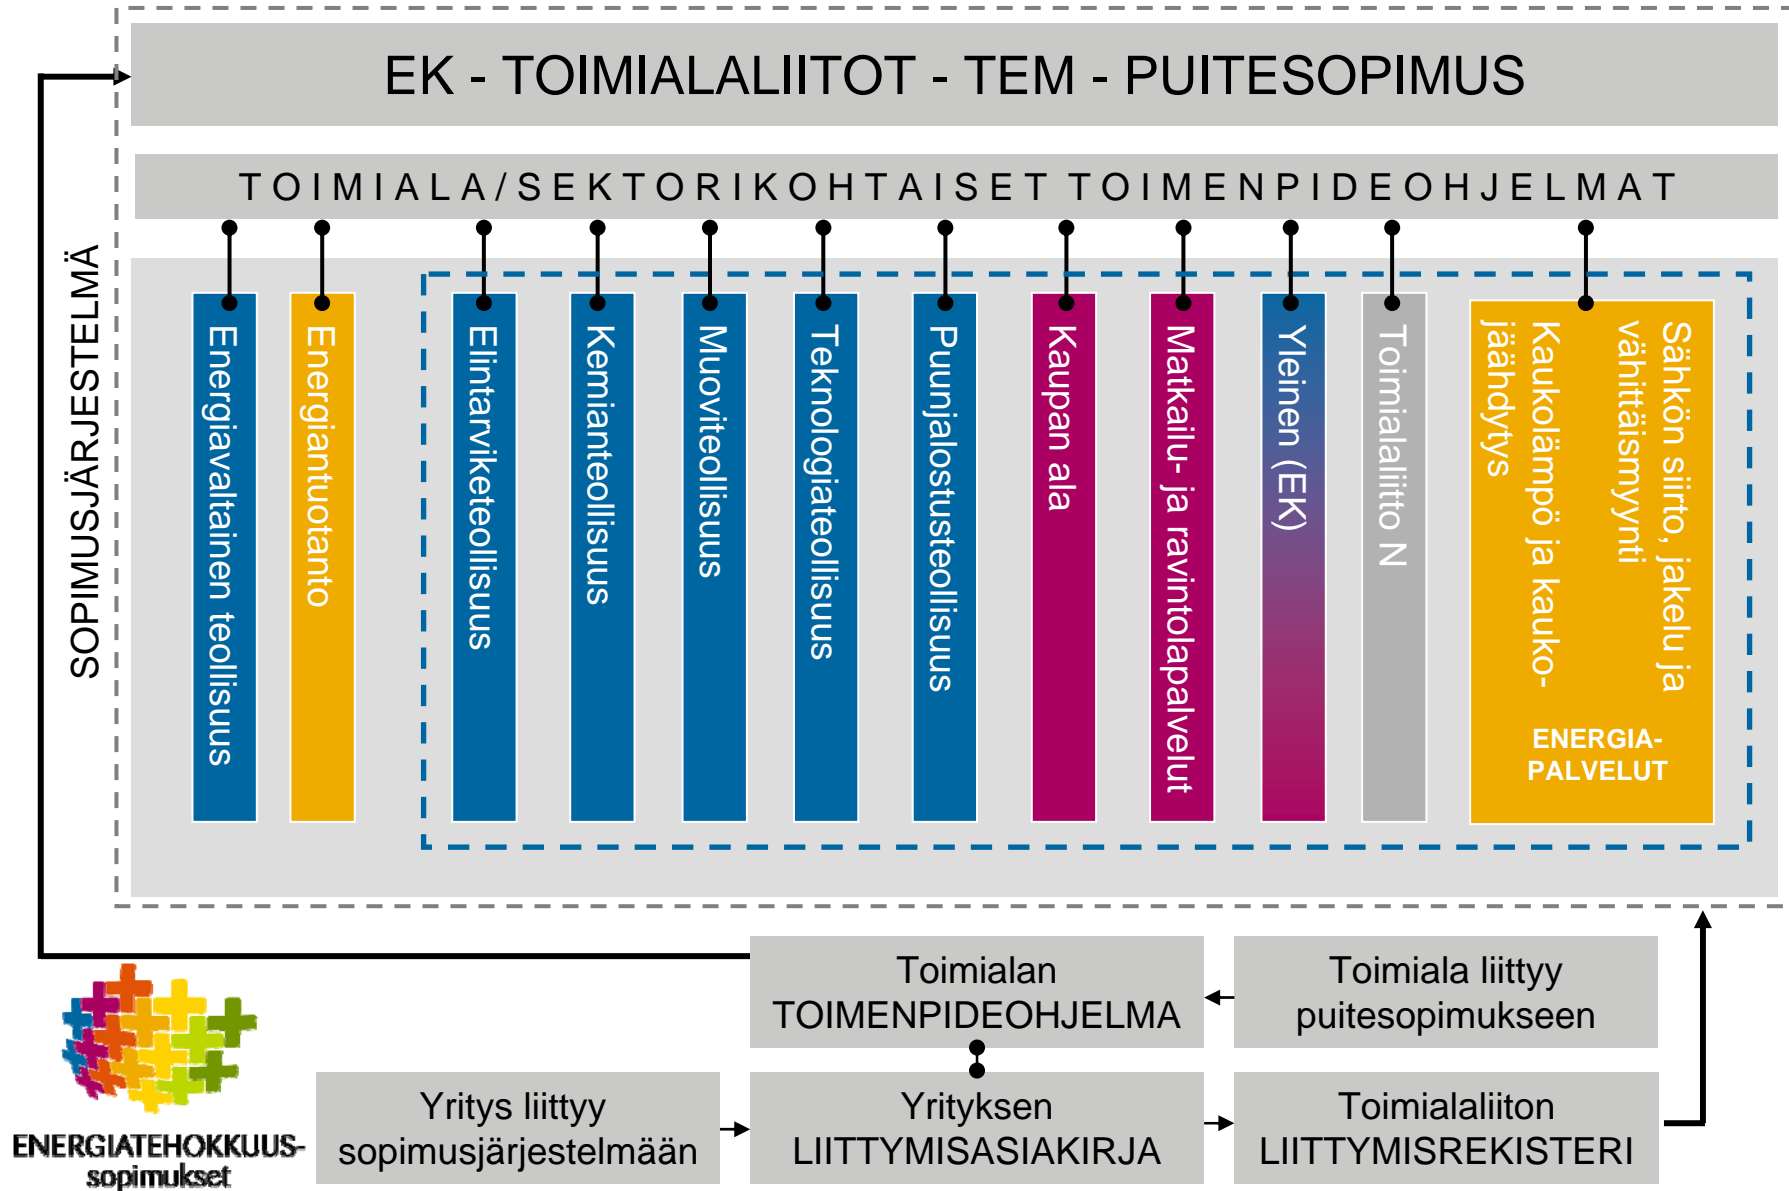 EK - TOIMIALALIITOT - TEM - PUITESOPIMUS
TOIMIALA/SEKTORIKOHTAISET TOIMENPIDEOHJELMAT
SOPIMUSJÄRJESTELMÄ
Energiavaltainen teollisuus
Energiantuotanto
Elintarviketeollisuus
Kemianteollisuus
Muoviteollisuus
Teknologiateollisuus
Puunjalostusteollisuus
Kaupan ala
Matkailu- ja ravintolapalvelut
Yleinen (EK)
Toimialaliitto N
Sähkön siirto, jakelu ja
vähittäismyynti
Kaukolämpö ja kauko-
jäähdytys
ENERGIA-
PALVELUT
Toimialan
TOIMENPIDEOHJELMA
Toimiala liittyy
puitesopimukseen
Yritys liittyy
sopimusjärjestelmään
Yrityksen
LIITTYMISASIAKIRJA
Toimialaliiton
LIITTYMISREKISTERI
ENERGIATEHOKKUUS-
sopimukset